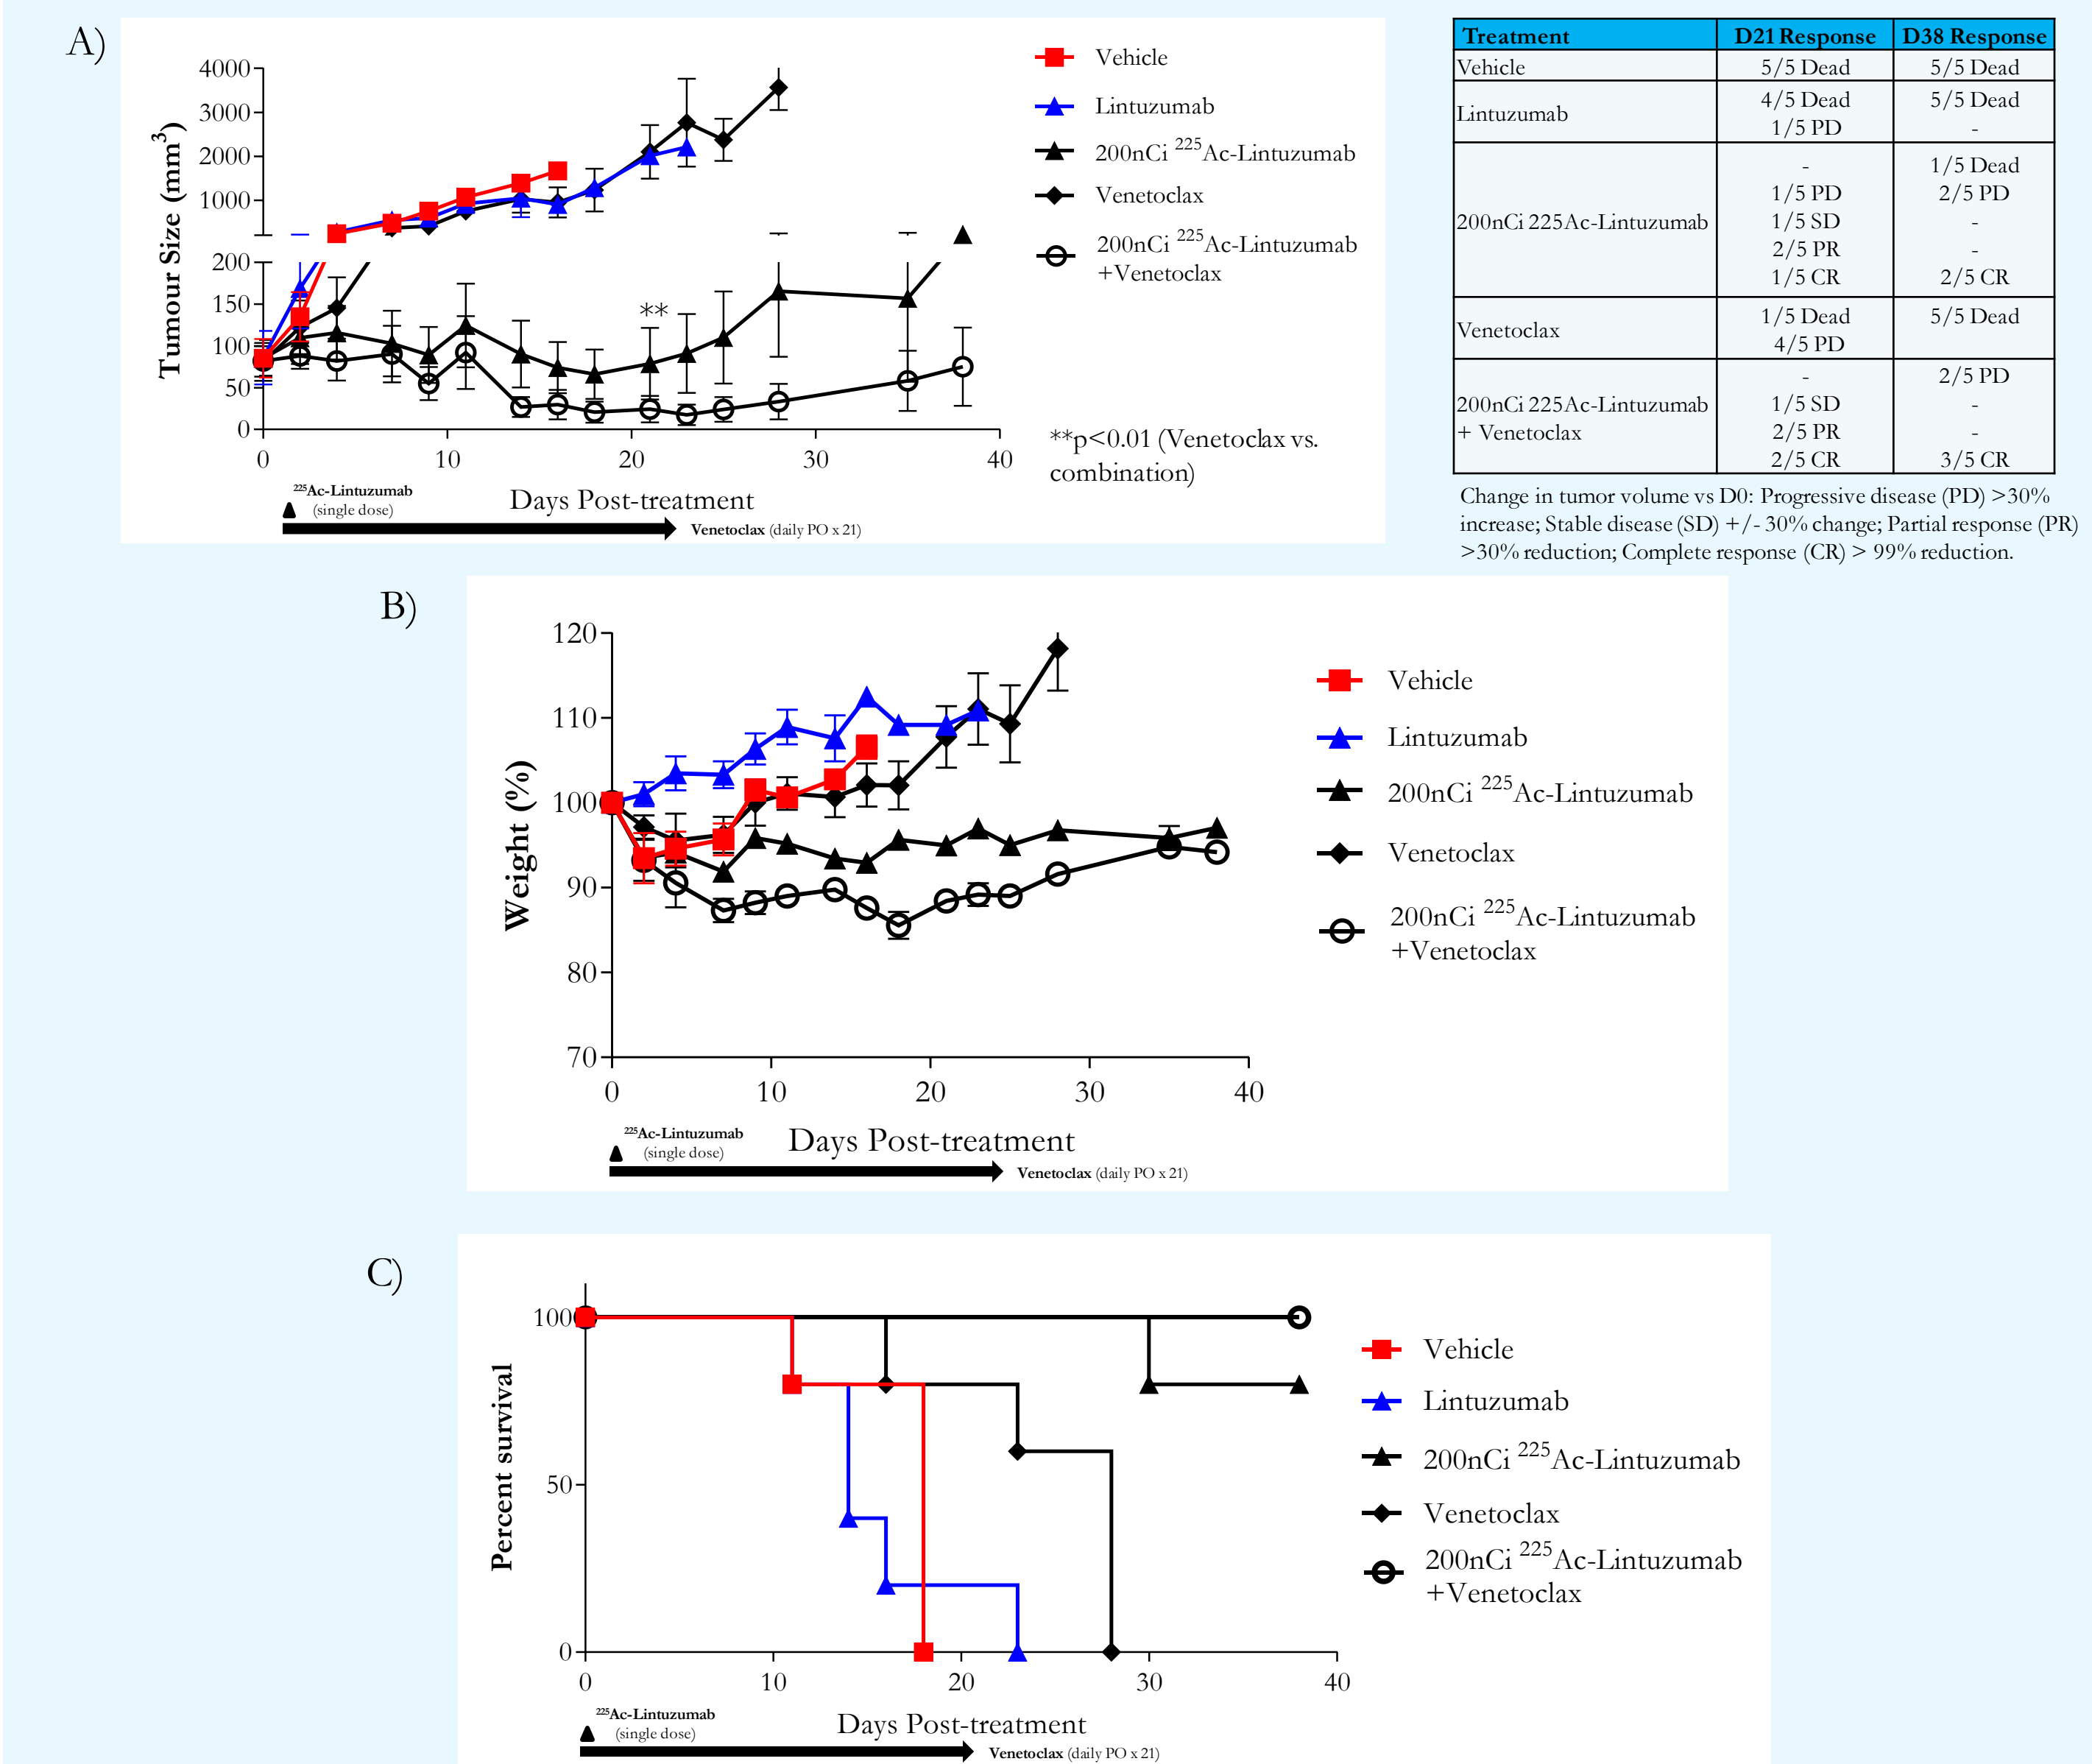 A)
4000
3000
2000
1000
200
150
100
50
0
Tumour Size (mm³)
0 10 20 30 40
Days Post-treatment
²²⁵Ac-Lintuzumab
(single dose)
Venetoclax (daily PO x 21)
**
Vehicle
Lintuzumab
200nCi ²²⁵Ac-Lintuzumab
Venetoclax
200nCi ²²⁵Ac-Lintuzumab
+Venetoclax
**p<0.01 (Venetoclax vs.
combination)
Treatment D21 Response D38 Response
Vehicle 5/5 Dead 5/5 Dead
Lintuzumab 4/5 Dead 5/5 Dead
1/5 PD -
200nCi 225Ac-Lintuzumab - 1/5 Dead
1/5 PD 2/5 PD
1/5 SD -
2/5 PR -
1/5 CR 2/5 CR
Venetoclax 1/5 Dead 5/5 Dead
4/5 PD
200nCi 225Ac-Lintuzumab
+ Venetoclax
- 2/5 PD
1/5 SD -
2/5 PR -
2/5 CR 3/5 CR
Change in tumor volume vs D0: Progressive disease (PD) >30%
increase; Stable disease (SD) +/- 30% change; Partial response (PR)
>30% reduction; Complete response (CR) > 99% reduction.
B)
120
110
100
90
80
70
Weight (%)
0 10 20 30 40
Days Post-treatment
²²⁵Ac-Lintuzumab
(single dose)
Venetoclax (daily PO x 21)
Vehicle
Lintuzumab
200nCi ²²⁵Ac-Lintuzumab
Venetoclax
200nCi ²²⁵Ac-Lintuzumab
+Venetoclax
C)
100
50
0
Percent survival
0 10 20 30 40
Days Post-treatment
²²⁵Ac-Lintuzumab
(single dose)
Venetoclax (daily PO x 21)
Vehicle
Lintuzumab
200nCi ²²⁵Ac-Lintuzumab
Venetoclax
200nCi ²²⁵Ac-Lintuzumab
+Venetoclax